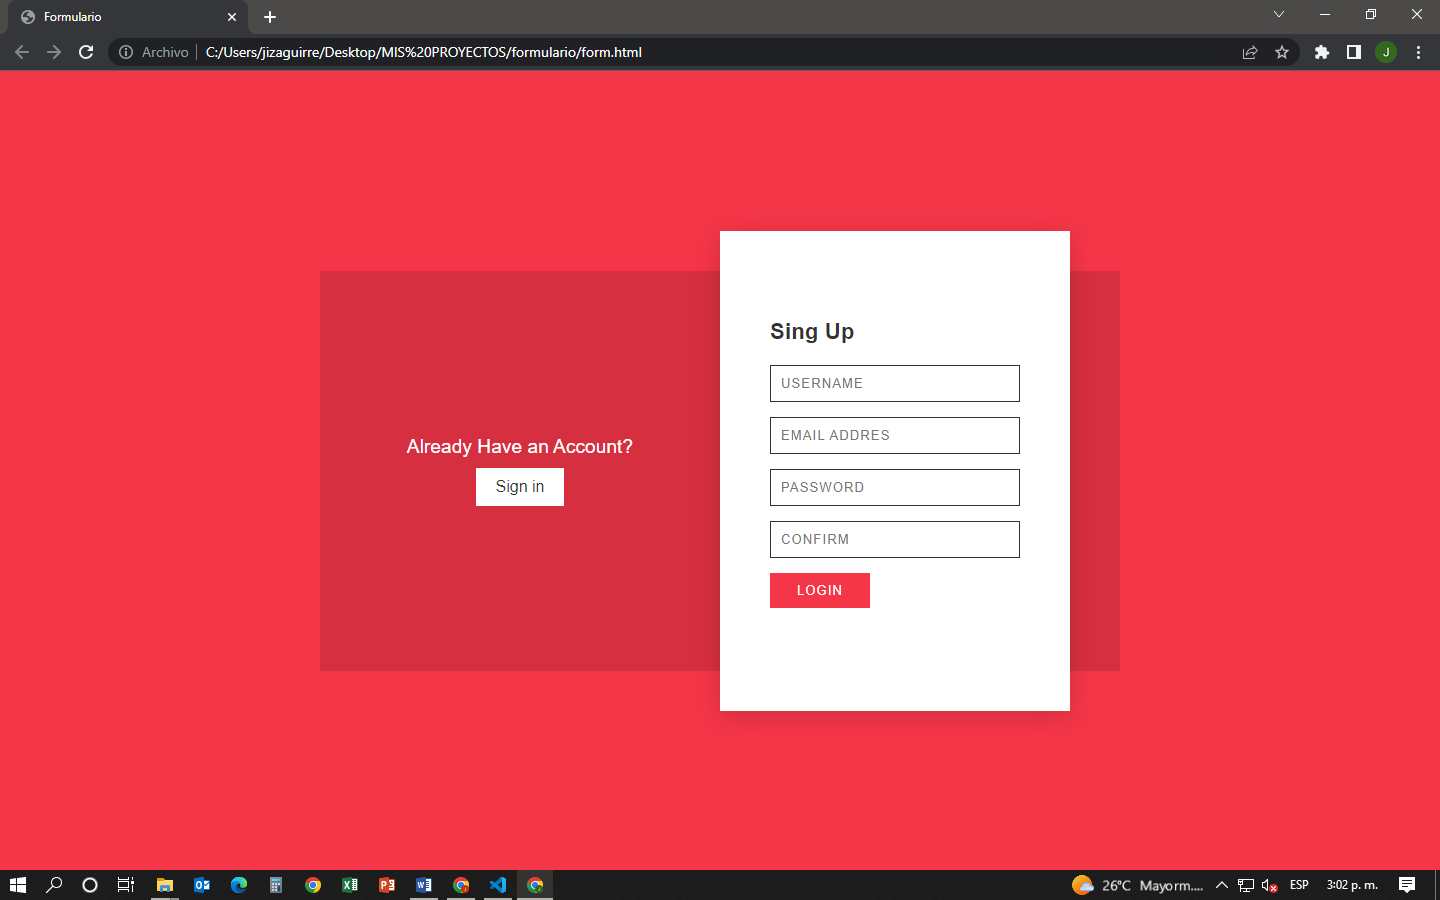 Formulario
Archivo C:/Users/jizaguirre/Desktop/MIS%20PROYECTOS/formulario/form.html
J
Already Have an Account?
Sign in
Sing Up
USERNAME
EMAIL ADDRES
PASSWORD
CONFIRM
LOGIN
26°C Mayorm.... ESP 3:02 p. m.